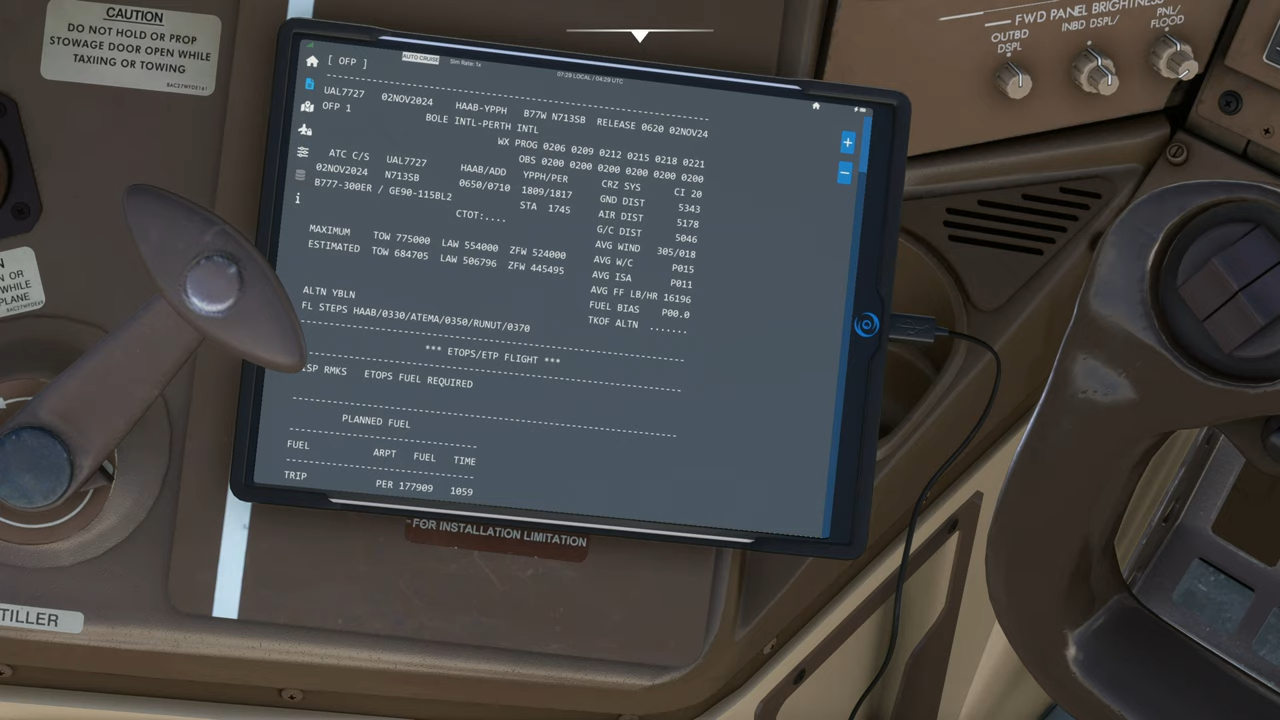 CAUTION
DO NOT HOLD OR PROP
STOWAGE DOOR OPEN WHILE
TAXIING OR TOWING
BAC27WFDE161
FWD PANEL BRIGHTNESS
OUTBD
DSPL
INBD DSPL/
PNL/
FLOOD
[ OFP ]
AUTO CRUISE
Sim Rate: 1x
07:29 LOCAL / 04:29 UTC
UAL7727 02NOV2024 HAAB-YPPH B77W N713SB RELEASE 0620 02NOV24
OFP 1 BOLE INTL-PERTH INTL
WX PROG 0206 0209 0212 0215 0218 0221
OBS 0200 0200 0200 0200 0200 0200
ATC C/S UAL7727 HAAB/ADD YPPH/PER CRZ SYS CI 20
02NOV2024 N713SB 0650/0710 1809/1817 GND DIST 5343
B777-300ER / GE90-115BL2 STA 1745 AIR DIST 5178
CTOT:.... G/C DIST 5046
AVG WIND 305/018
MAXIMUM TOW 775000 LAW 554000 ZFW 524000 AVG W/C P015
ESTIMATED TOW 684705 LAW 506796 ZFW 445495 AVG ISA P011
AVG FF LB/HR 16196
FUEL BIAS P00.0
ALTN YBLN TKOF ALTN .......
FL STEPS HAAB/0330/ATEMA/0350/RUNUT/0370
*** ETOPS/ETP FLIGHT ***
SP RMKS ETOPS FUEL REQUIRED
PLANNED FUEL
FUEL ARPT FUEL TIME
TRIP PER 177909 1059
FOR INSTALLATION LIMITATION
N OR
WHILE
PLANE
TILLER